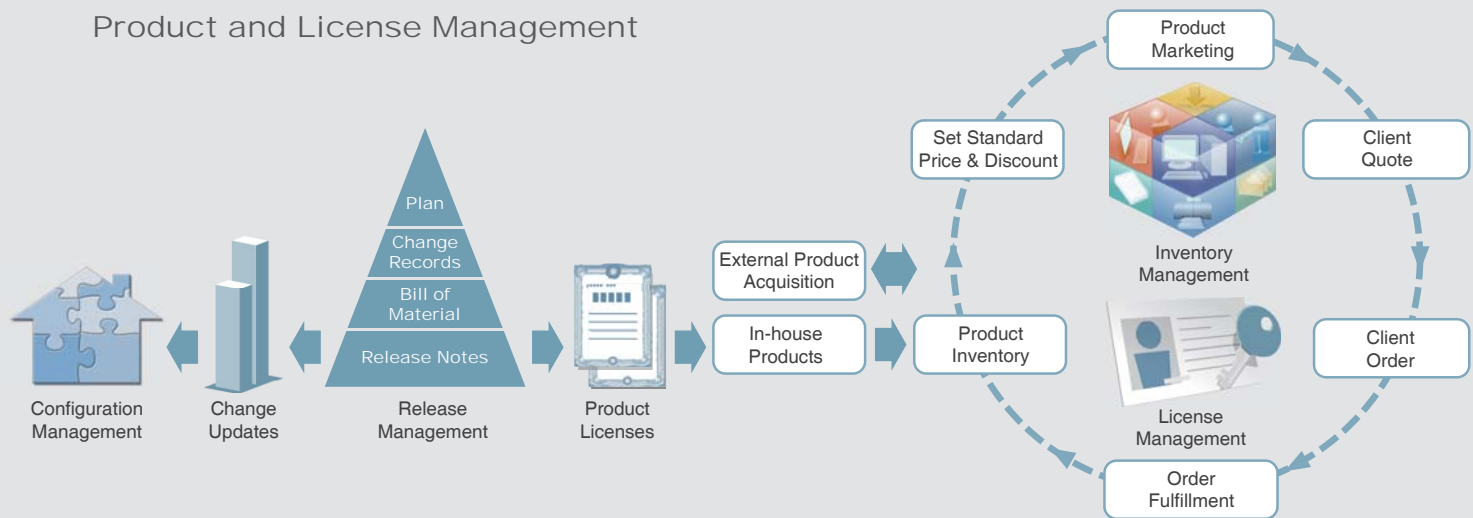 Product and License Management
Plan
Change
Records
Bill of
Material
Release Notes
Configuration
Management
Change
Updates
Release
Management
Product
Licenses
External Product
Acquisition
In-house
Products
Product
Inventory
Set Standard
Price & Discount
Product
Marketing
Client
Quote
Client
Order
Order
Fulfillment
Inventory
Management
License
Management